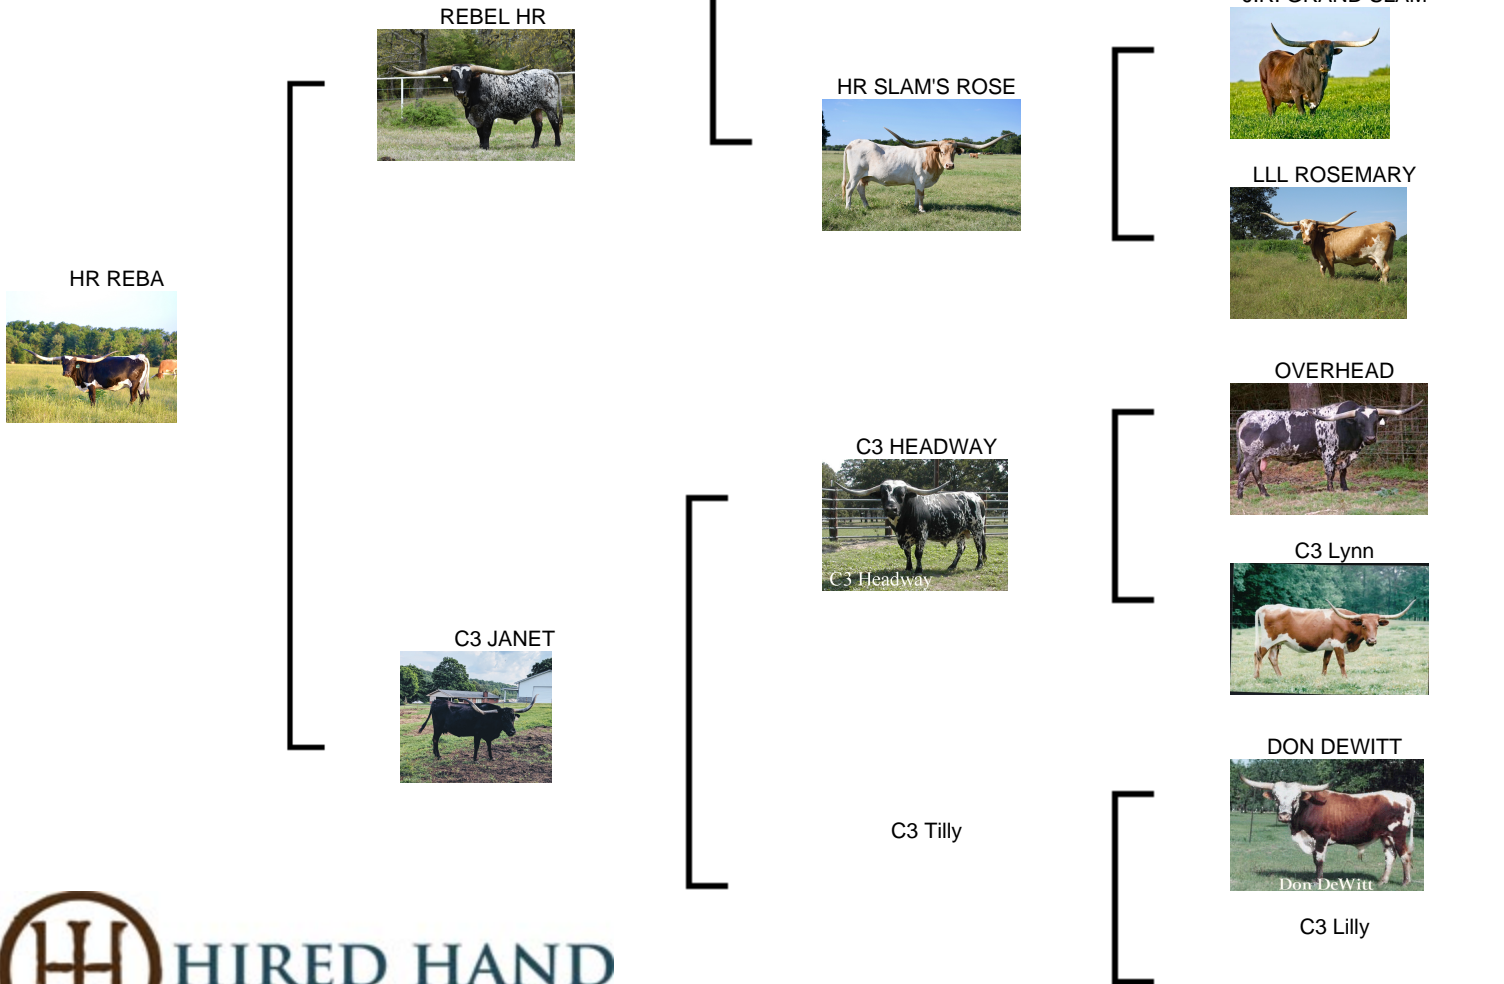 REBEL HR
HR SLAM'S ROSE
LLL ROSEMARY
HR REBA
OVERHEAD
C3 HEADWAY
C3 Headway
C3 Lynn
C3 JANET
DON DEWITT
Don DeWitt
C3 Tilly
C3 Lilly
HIRED HAND